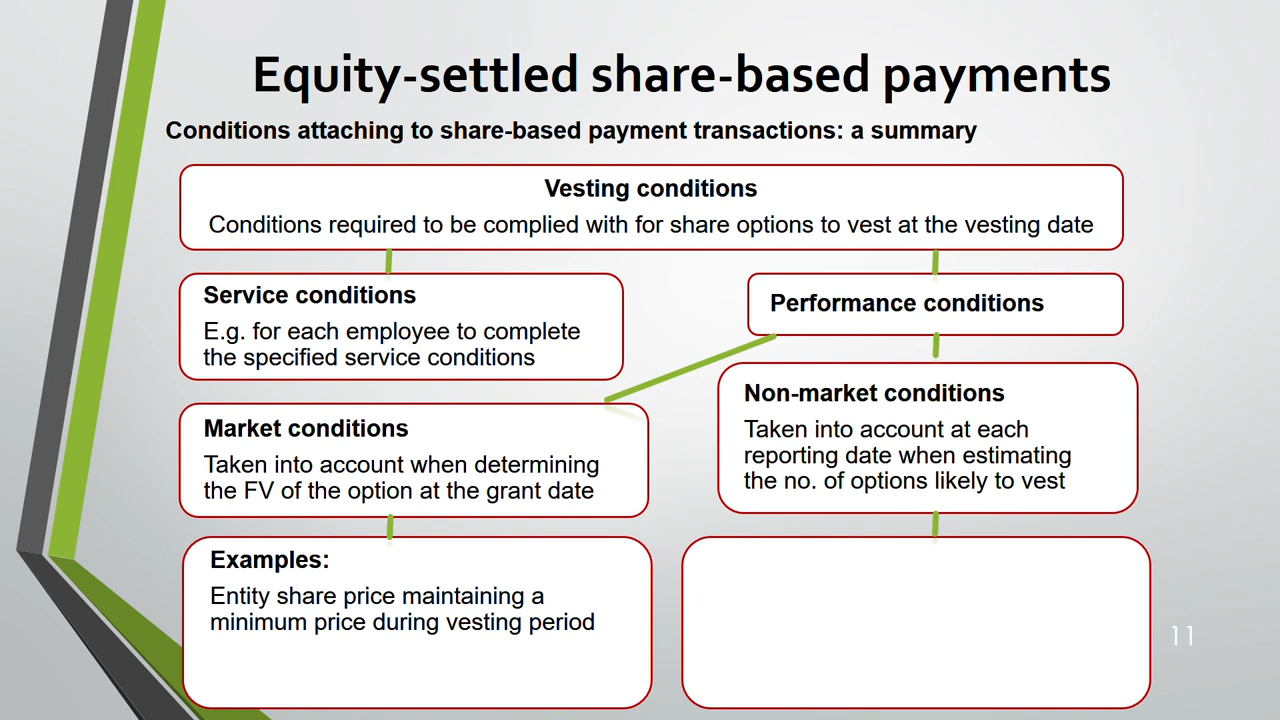 Equity-settled share-based payments
Conditions attaching to share-based payment transactions: a summary
Vesting conditions
Conditions required to be complied with for share options to vest at the vesting date
Service conditions
E.g. for each employee to complete
the specified service conditions
Performance conditions
Market conditions
Taken into account when determining
the FV of the option at the grant date
Non-market conditions
Taken into account at each
reporting date when estimating
the no. of options likely to vest
Examples:
Entity share price maintaining a
minimum price during vesting period
11